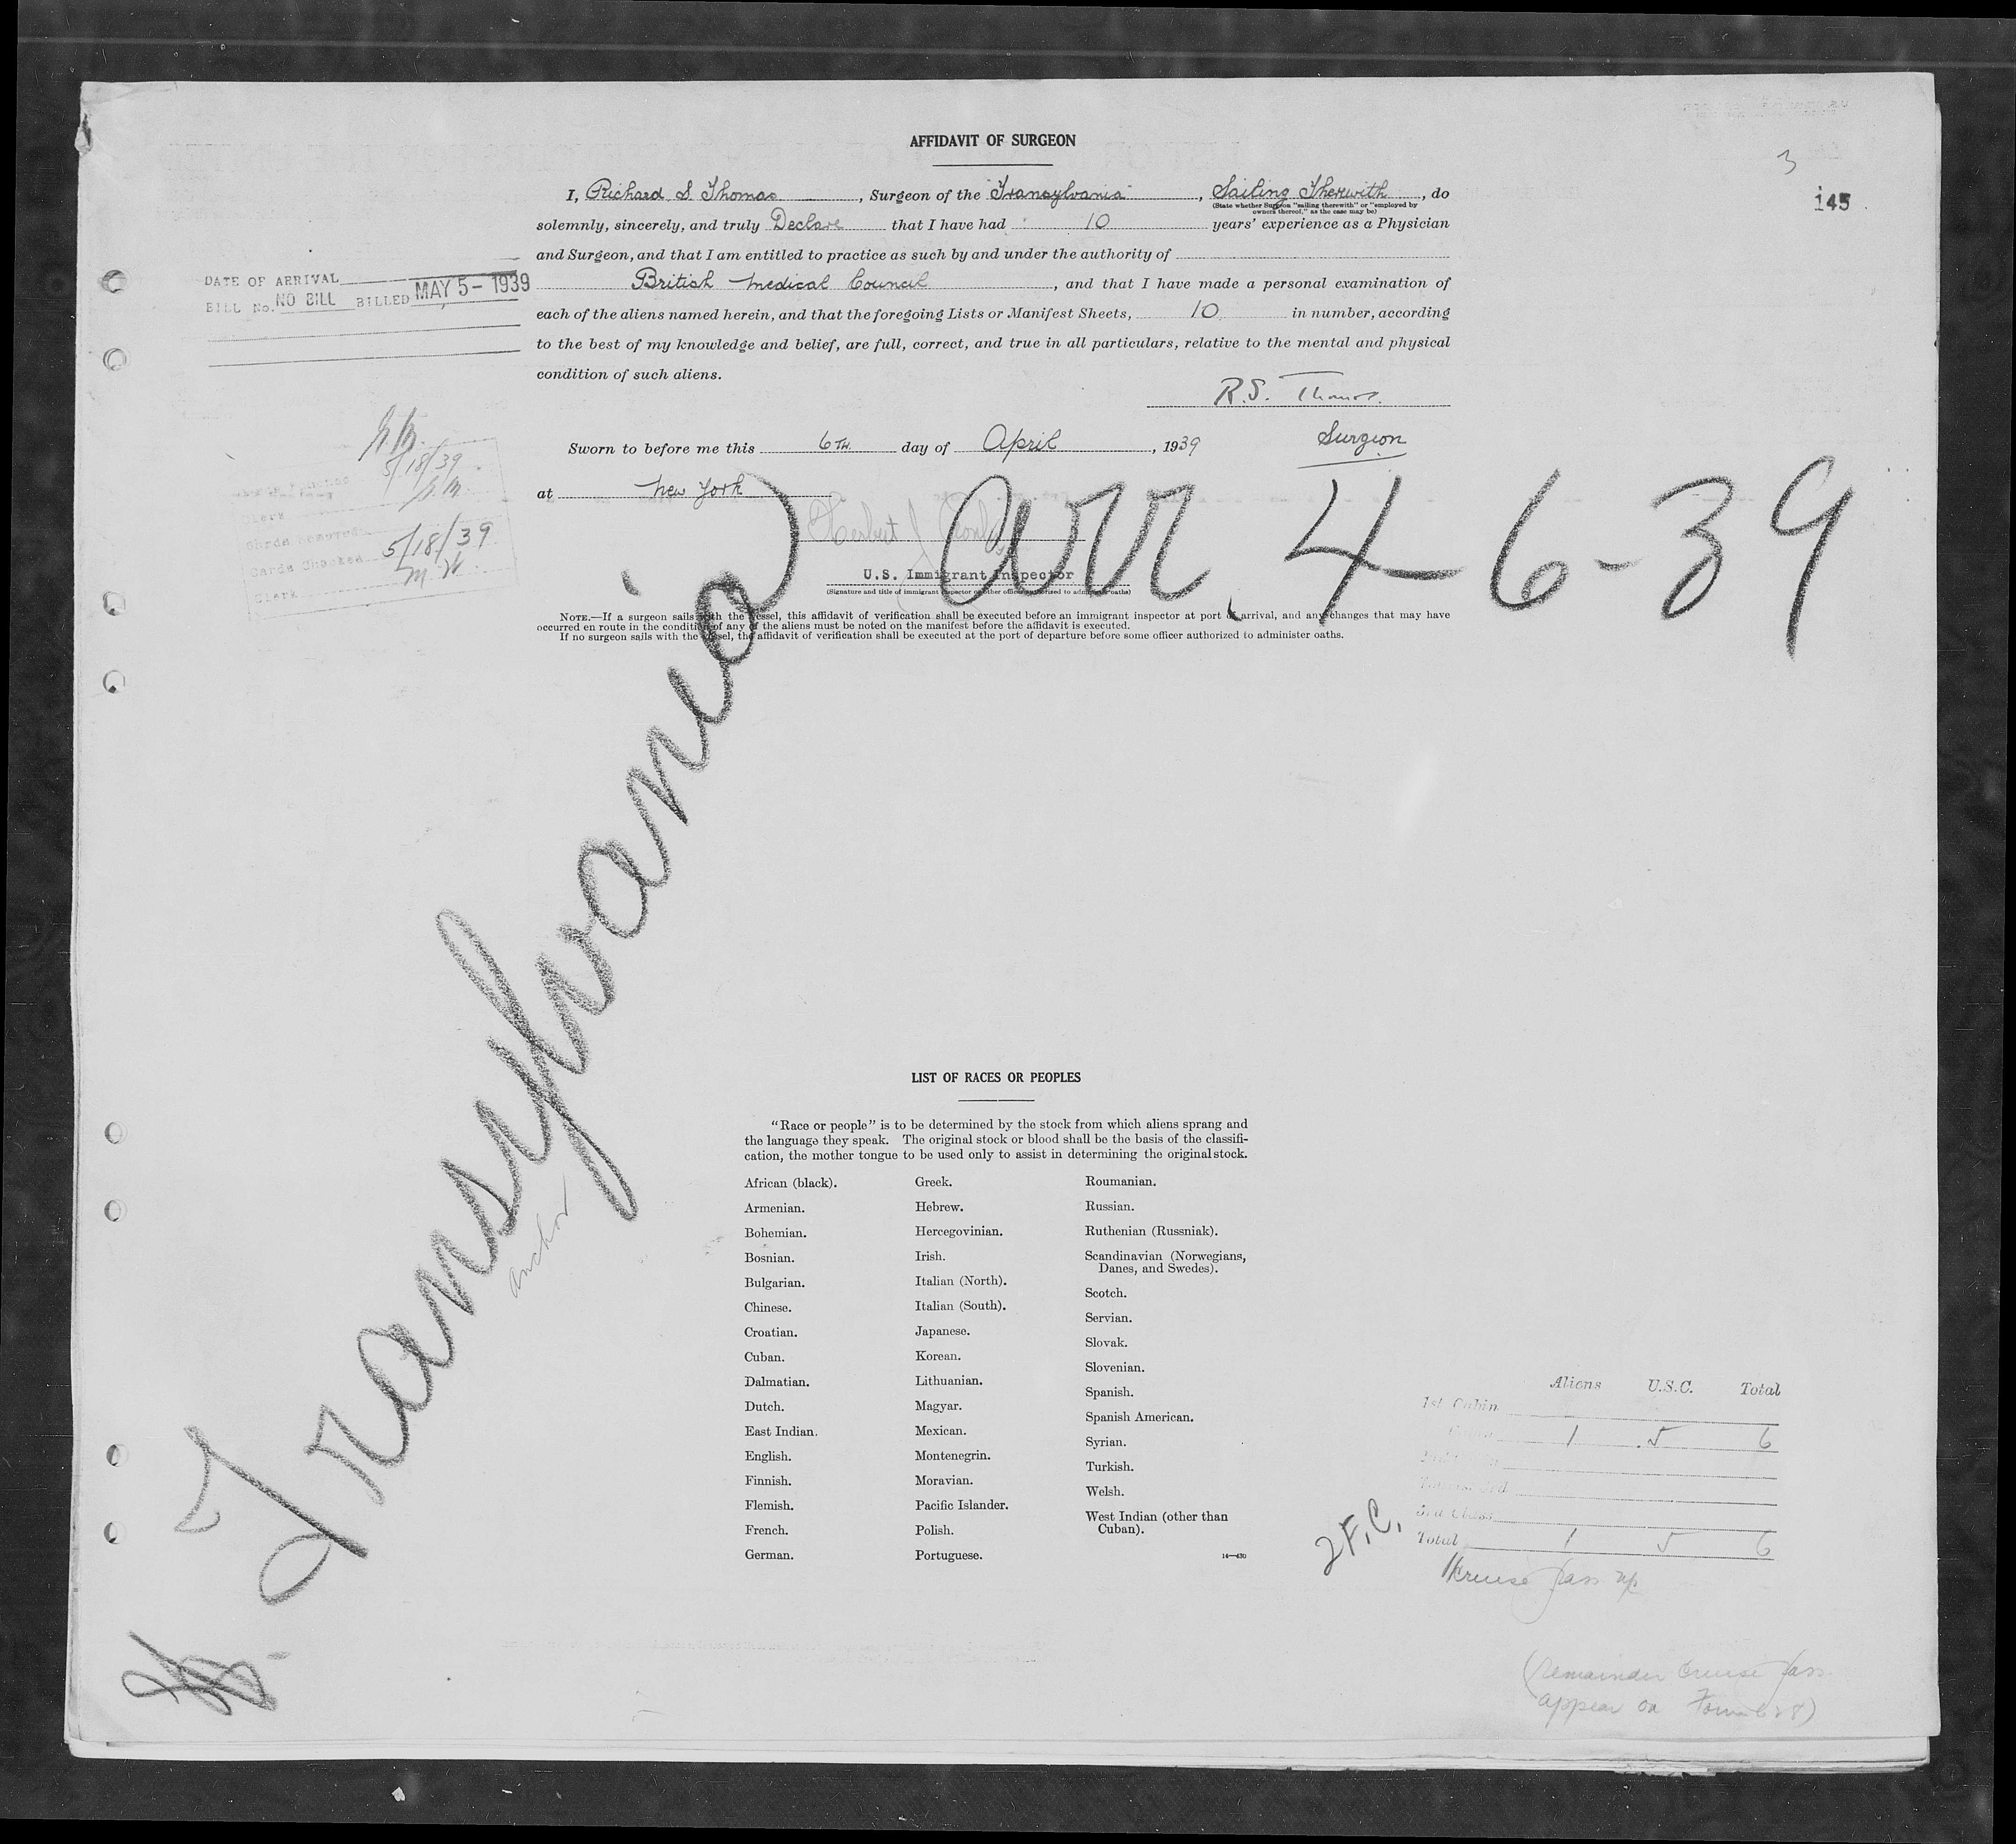 AFFIDAVIT OF SURGEON
3
145
I, Richard S. Thomas, Surgeon of the "Transylvania", Sailing Therewith, do
(State whether Surgeon "sailing therewith" or "employed by
owners thereof," as the case may be)
solemnly, sincerely, and truly Declare that I have had 10 years' experience as a Physician
and Surgeon, and that I am entitled to practice as such by and under the authority of
British Medical Council, and that I have made a personal examination of
each of the aliens named herein, and that the foregoing Lists or Manifest Sheets, 10 in number, according
to the best of my knowledge and belief, are full, correct, and true in all particulars, relative to the mental and physical
condition of such aliens.
R.S. Thomas.
Surgeon
Sworn to before me this 6TH day of April, 1939
at New York
Herbert J.
U.S. Immigrant Inspector
(Signature and title of immigrant inspector or other officer authorized to administer oaths)
NOTE.—If a surgeon sails with the vessel, this affidavit of verification shall be executed before an immigrant inspector at port of arrival, and any changes that may have
occurred en route in the condition of any of the aliens must be noted on the manifest before the affidavit is executed.
If no surgeon sails with the vessel, the affidavit of verification shall be executed at the port of departure before some officer authorized to administer oaths.
DATE OF ARRIVAL
BILL No. NO BILL BILLED MAY 5-1939
5/18/39
Clerk
Cards Checked 5/18/39
Clerk
Transylvania
arr. 4-6-39
anchor
LIST OF RACES OR PEOPLES
"Race or people" is to be determined by the stock from which aliens sprang and
the language they speak. The original stock or blood shall be the basis of the classifi-
cation, the mother tongue to be used only to assist in determining the original stock.
African (black).
Armenian.
Bohemian.
Bosnian.
Bulgarian.
Chinese.
Croatian.
Cuban.
Dalmatian.
Dutch.
East Indian.
English.
Finnish.
Flemish.
French.
German.
Greek.
Hebrew.
Hercegovinian.
Irish.
Italian (North).
Italian (South).
Japanese.
Korean.
Lithuanian.
Magyar.
Mexican.
Montenegrin.
Moravian.
Pacific Islander.
Polish.
Portuguese.
Roumanian.
Russian.
Ruthenian (Russniak).
Scandinavian (Norwegians,
Danes, and Swedes).
Scotch.
Servian.
Slovak.
Slovenian.
Spanish.
Spanish American.
Syrian.
Turkish.
Welsh.
West Indian (other than
Cuban).
14—430
Aliens U.S.C. Total
1st Cabin
Cabin 1 5 6
3rd Class
Total 1 5 6
2 F.C.
Cruise Pass
(Remainder Cruise Pass
appear on Form 628)